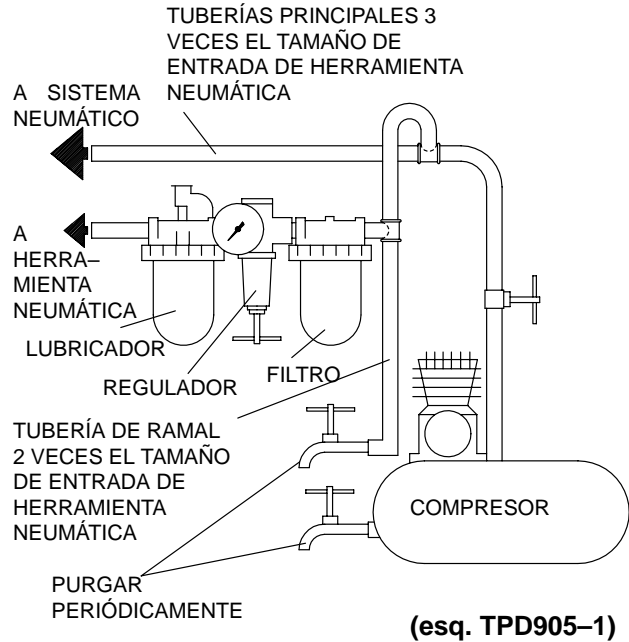 TUBERÍAS PRINCIPALES 3
VECES EL TAMAÑO DE
ENTRADA DE HERRAMIENTA
NEUMÁTICA
A SISTEMA
NEUMÁTICO
A
HERRA–
MIENTA
NEUMÁTICA
LUBRICADOR
REGULADOR
FILTRO
TUBERÍA DE RAMAL
2 VECES EL TAMAÑO
DE ENTRADA DE
HERRAMIENTA
NEUMÁTICA
COMPRESOR
PURGAR
PERIÓDICAMENTE
(esq. TPD905–1)